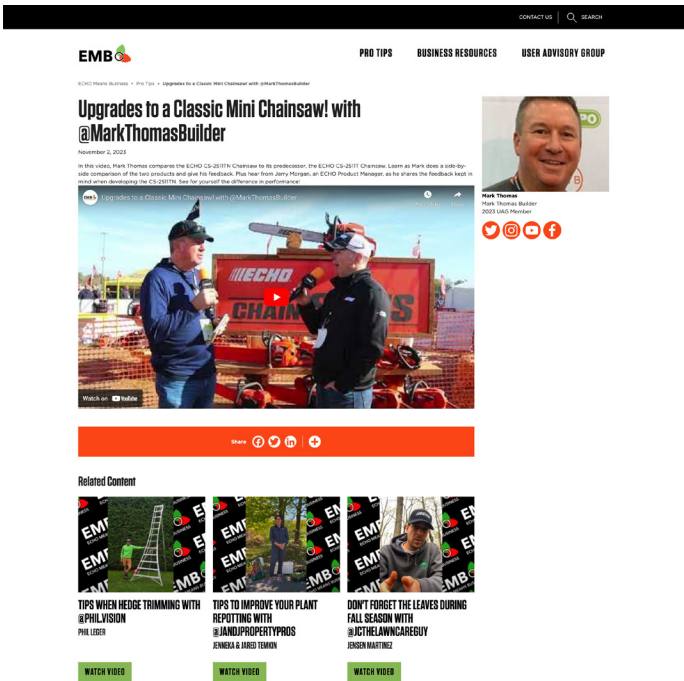 CONTACT US
SEARCH
EMB
PRO TIPS
BUSINESS RESOURCES
USER ADVISORY GROUP
ECHO Means Business • Pro Tips • Upgrades to a Classic Mini Chainsaw! with @MarkThomasBuilder
Upgrades to a Classic Mini Chainsaw! with
@MarkThomasBuilder
November 2, 2023
In this video, Mark Thomas compares the ECHO CS-2511TN Chainsaw to its predecessor, the ECHO CS-2511T Chainsaw. Learn as Mark does a side-by-
side comparison of the two products and give his feedback. Plus hear from Jerry Morgan, an ECHO Product Manager, as he shares the feedback kept in
mind when developing the CS-2511TN. See for yourself the difference in performance!
Upgrades to a Classic Mini Chainsaw! with @MarkThomasBuilder
ECHO
CHAIN
S
Watch on YouTube
Mark Thomas
Mark Thomas Builder
2023 UAG Member
Share
Related Content
TIPS WHEN HEDGE TRIMMING WITH
@PHIL.VISION
PHIL LEGER
WATCH VIDEO
TIPS TO IMPROVE YOUR PLANT
REPOTTING WITH
@JANDJPROPERTYPROS
JENNEKA & JARED TEMKIN
WATCH VIDEO
DON'T FORGET THE LEAVES DURING
FALL SEASON WITH
@JCTHELAWNCAREGUY
JENSEN MARTINEZ
WATCH VIDEO